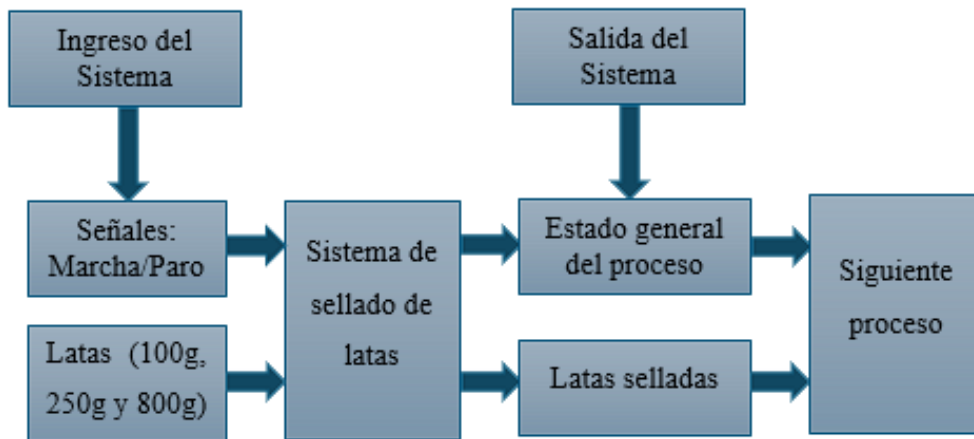 Ingreso del
Sistema
Salida del
Sistema
Señales:
Marcha/Paro
Latas (100g,
250g y 800g)
Sistema de
sellado de
latas
Estado general
del proceso
Latas selladas
Siguiente
proceso